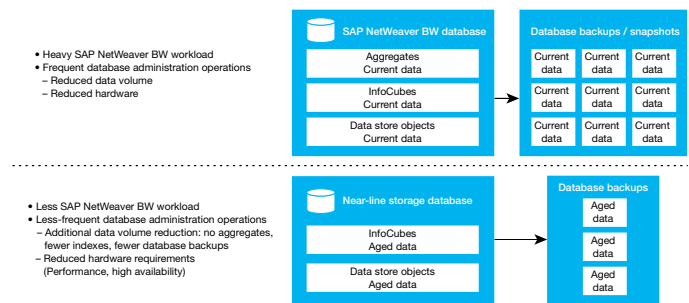 • Heavy SAP NetWeaver BW workload
• Frequent database administration operations
– Reduced data volume
– Reduced hardware
SAP NetWeaver BW database
Aggregates
Current data
InfoCubes
Current data
Data store objects
Current data
Database backups / snapshots
Current data
Current data
Current data
Current data
Current data
Current data
Current data
Current data
Current data
• Less SAP NetWeaver BW workload
• Less-frequent database administration operations
– Additional data volume reduction: no aggregates,
fewer indexes, fewer database backups
– Reduced hardware requirements
(Performance, high availability)
Near-line storage database
InfoCubes
Aged data
Data store objects
Aged data
Database backups
Aged
data
Aged
data
Aged
data